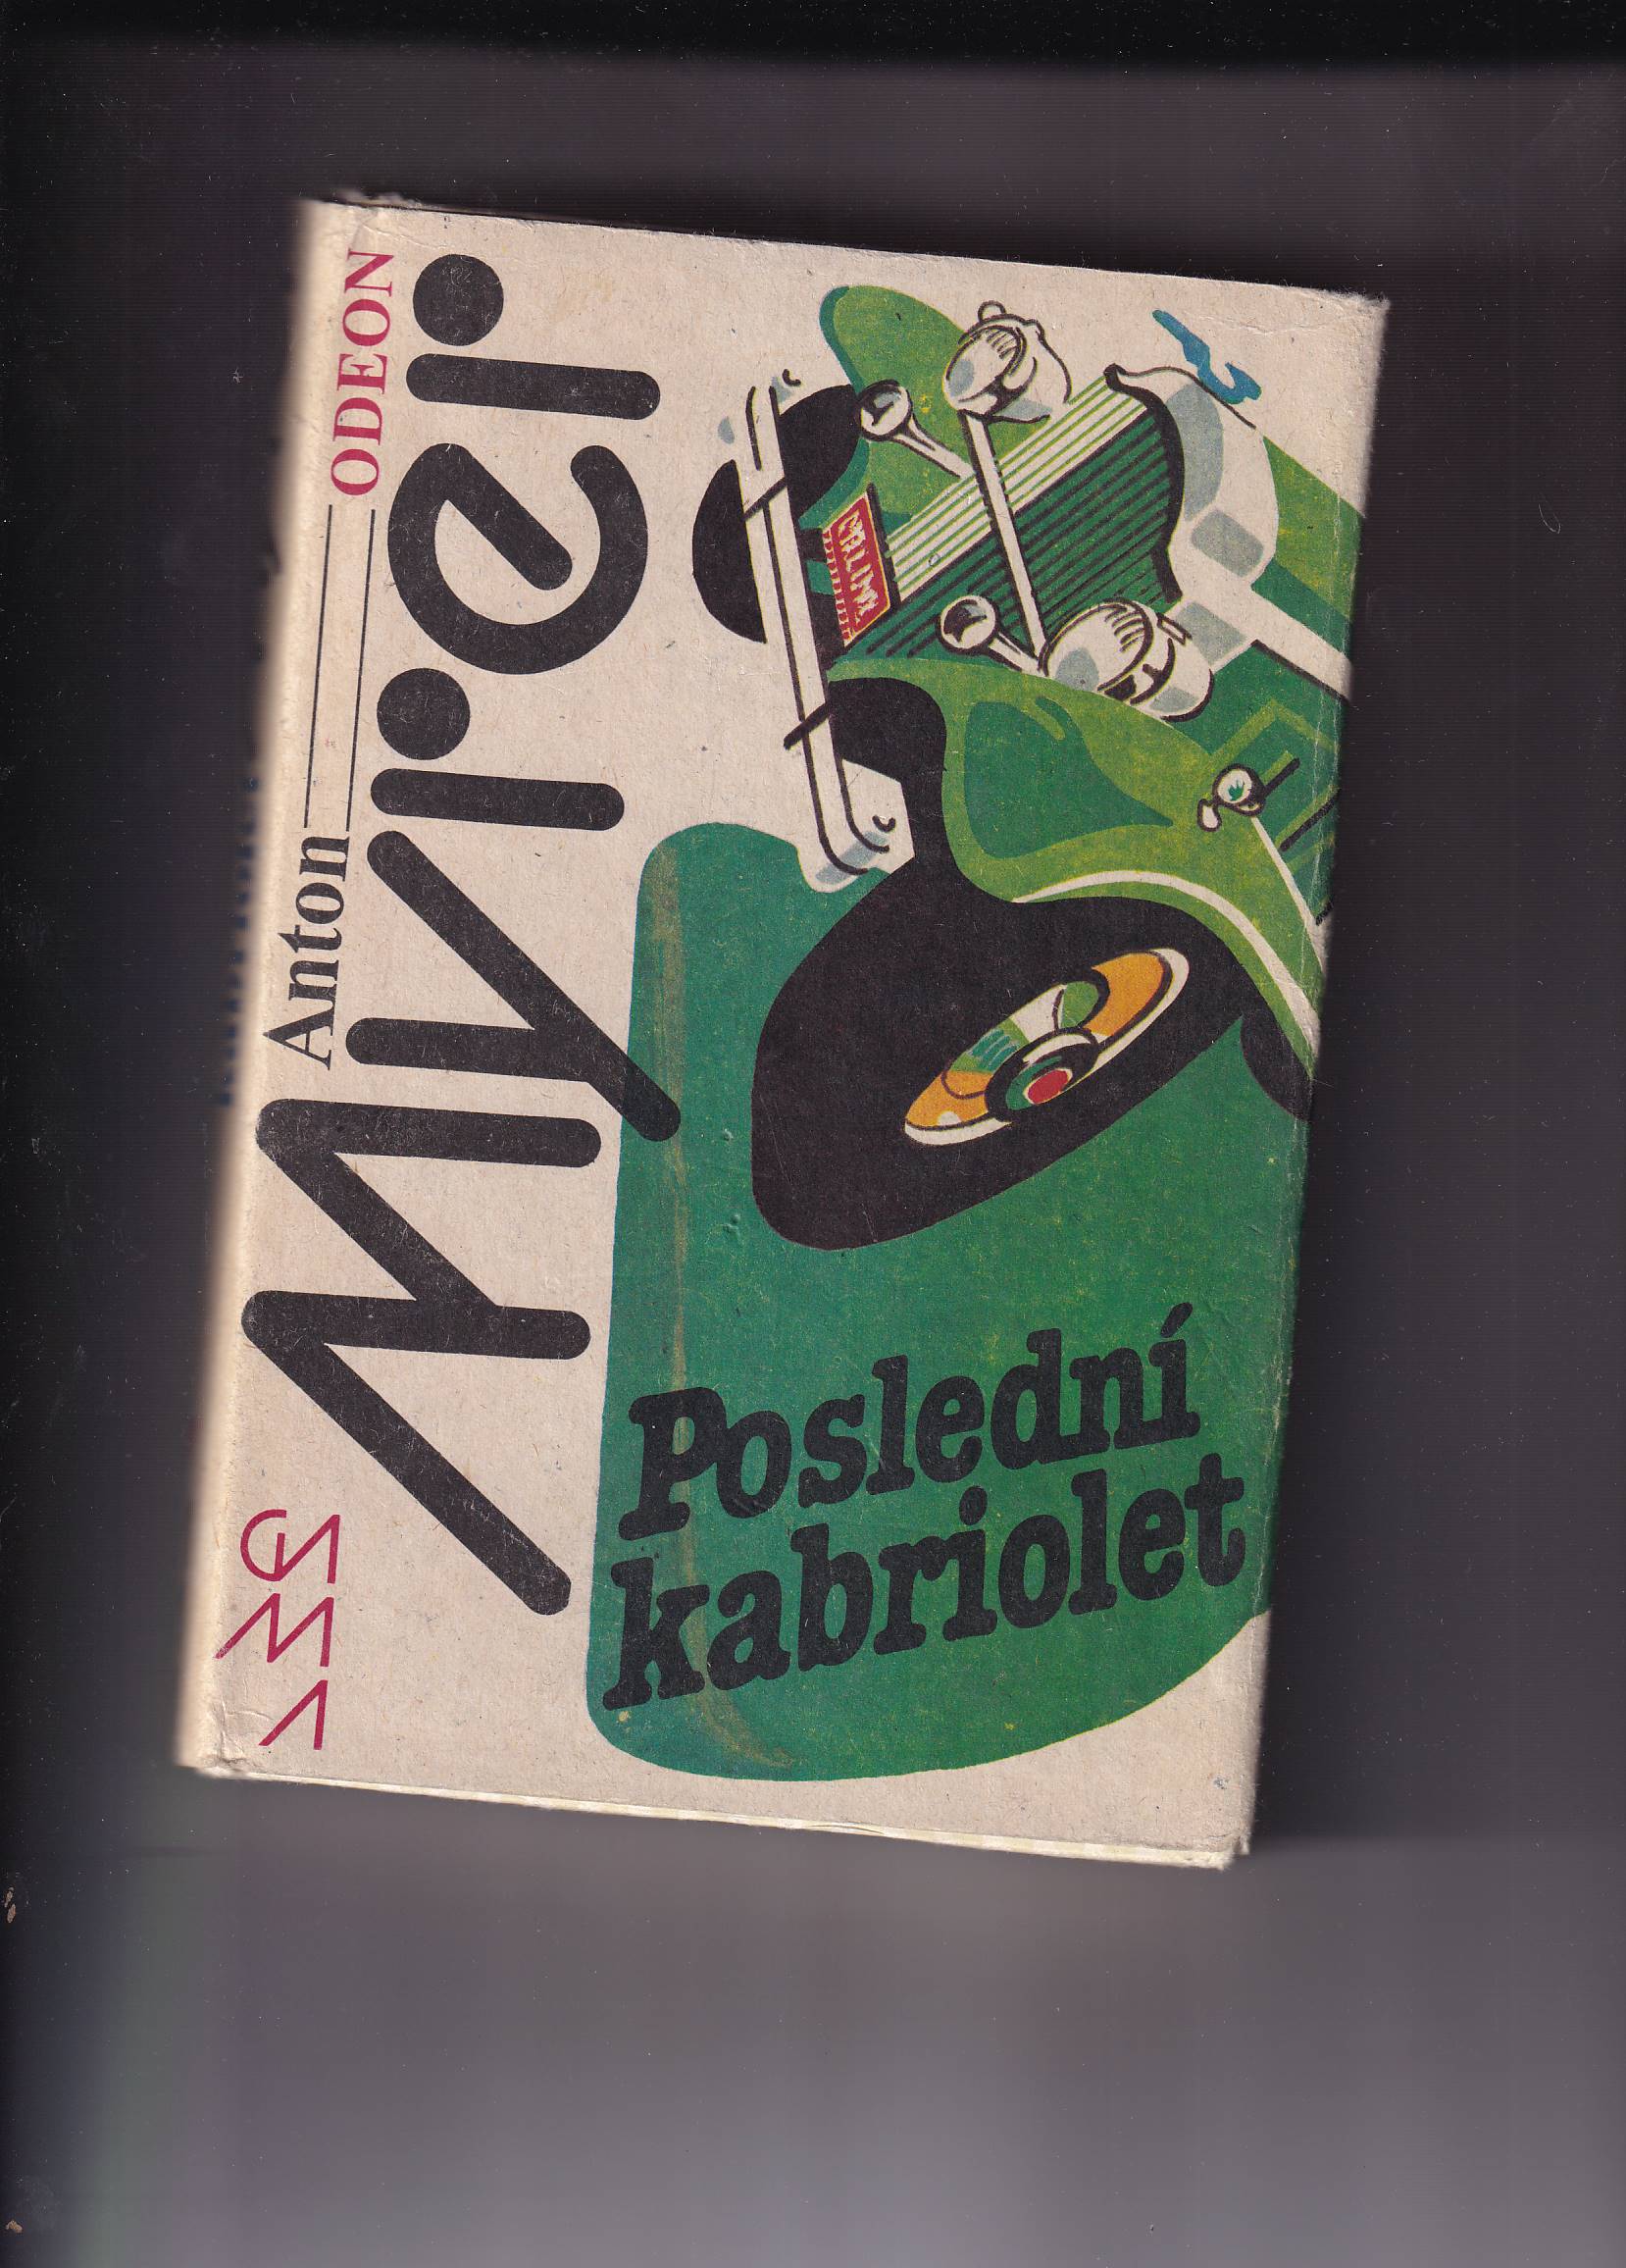 Anton
ODEON
Myrer
Poslední
kabriolet